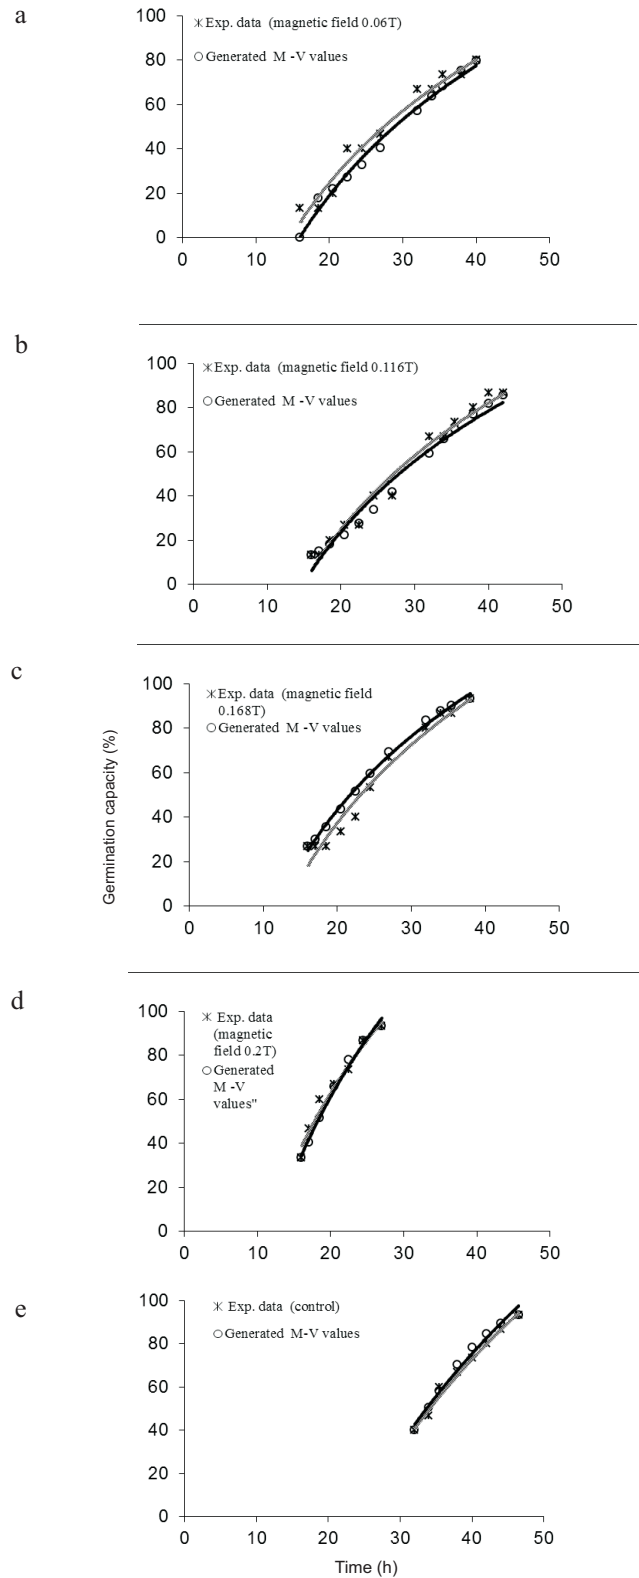 a
Exp. data (magnetic field 0.06T)
Generated M -V values
100
80
60
40
20
0
0 10 20 30 40 50
b
Exp. data (magnetic field 0.116T)
Generated M -V values
100
80
60
40
20
0
0 10 20 30 40 50
c
Exp. data (magnetic field
0.168T)
Generated M -V values
100
80
60
40
20
0
0 10 20 30 40 50
Germination capacity (%)
d
Exp. data
(magnetic
field 0.2T)
Generated
M -V
values"
100
80
60
40
20
0
0 10 20 30 40 50
e
Exp. data (control)
Generated M-V values
100
80
60
40
20
0
0 10 20 30 40 50
Time (h)